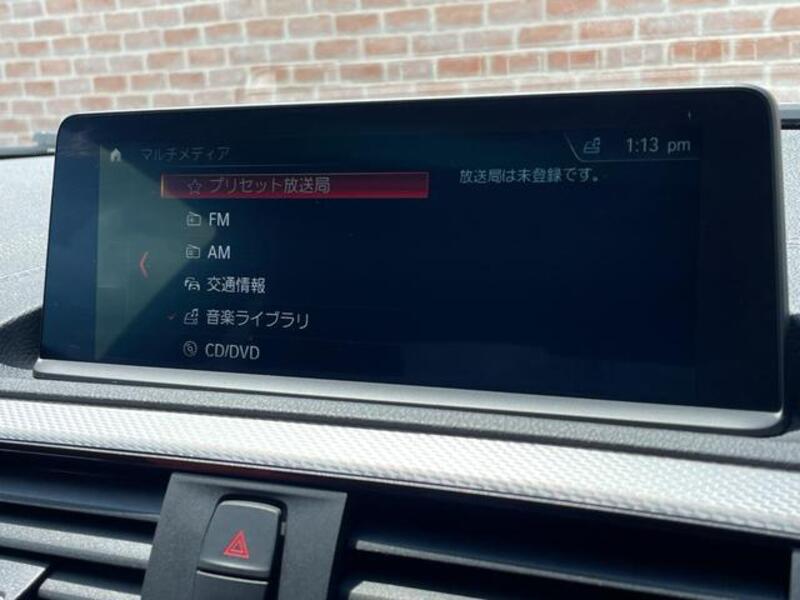 マルチメディア
1:13 pm
プリセット放送局
放送局は未登録です。
FM
AM
交通情報
音楽ライブラリ
CD/DVD